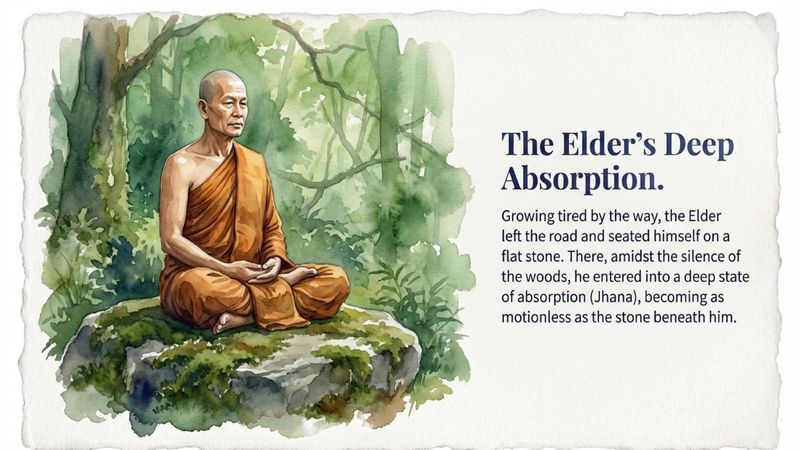 The Elder's Deep
Absorption.
Growing tired by the way, the Elder
left the road and seated himself on a
flat stone. There, amidst the silence of
the woods, he entered into a deep state
of absorption (Jhana), becoming as
motionless as the stone beneath him.